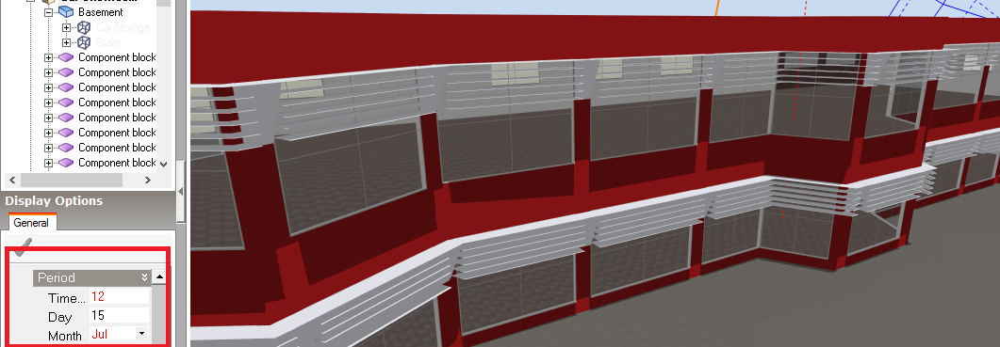 Basement
Car Storage
Stairs
Component block
Component block
Component block
Component block
Component block
Component block
Component block
Component block
Display Options
General
Period
Time... 12
Day 15
Month Jul